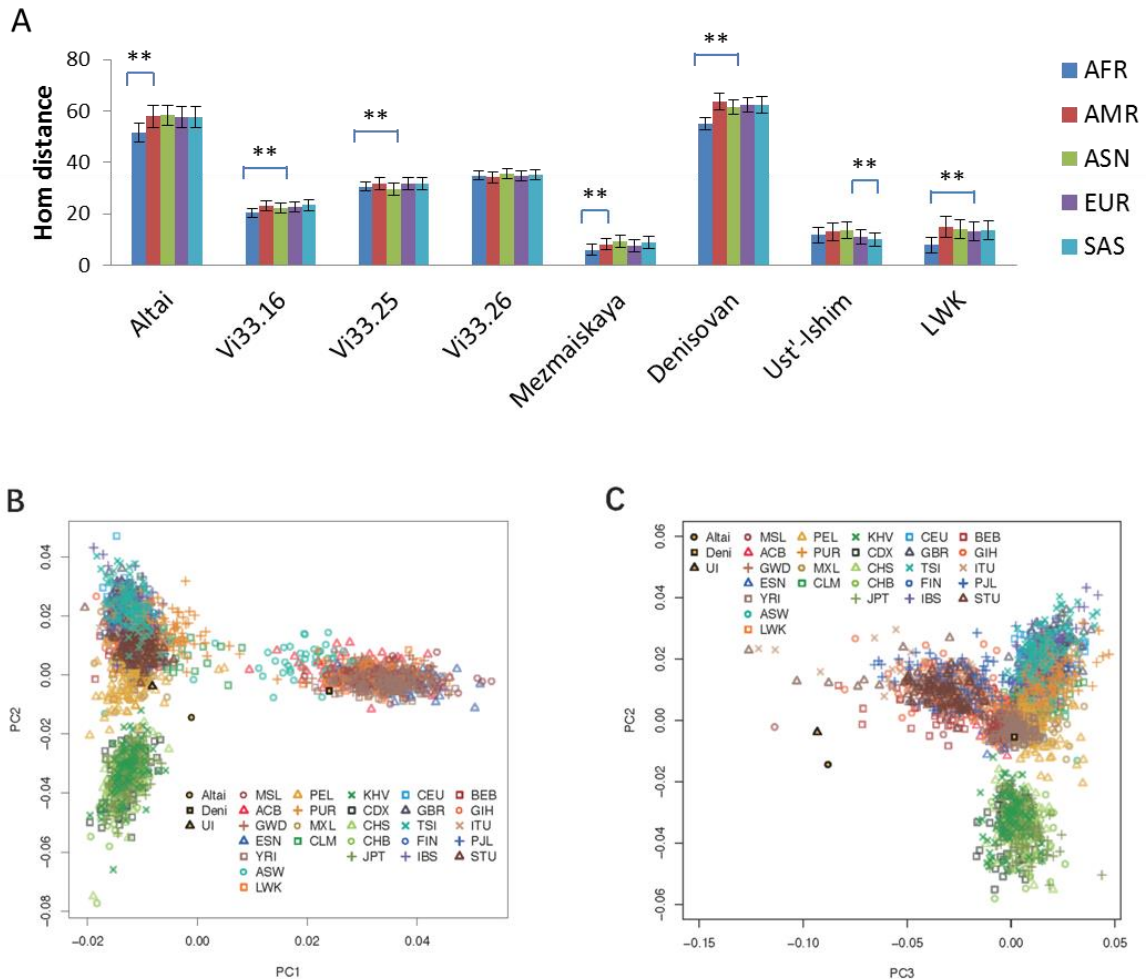 A
Hom distance
80
60
40
20
0
**
**
**
**
**
**
**
AFR
AMR
ASN
EUR
SAS
Altai
Vi33.16
Vi33.25
Vi33.26
Mezmaiskaya
Denisovan
Ust'-Ishim
LWK
B
PC2
0.04
0.02
0.00
−0.02
−0.04
−0.06
−0.08
Altai MSL PEL KHV CEU BEB
Deni ACB PUR CDX GBR GIH
UI GWD MXL CHS TSI ITU
ESN CLM CHB FIN PJL
YRI JPT IBS STU
ASW
LWK
−0.02 0.00 0.02 0.04
PC1
C
PC2
0.06
0.04
0.02
0.00
−0.02
−0.04
−0.06
Altai MSL PEL KHV CEU BEB
Deni ACB PUR CDX GBR GIH
UI GWD MXL CHS TSI ITU
ESN CLM CHB FIN PJL
YRI JPT IBS STU
ASW
LWK
−0.15 −0.10 −0.05 0.00 0.05
PC3